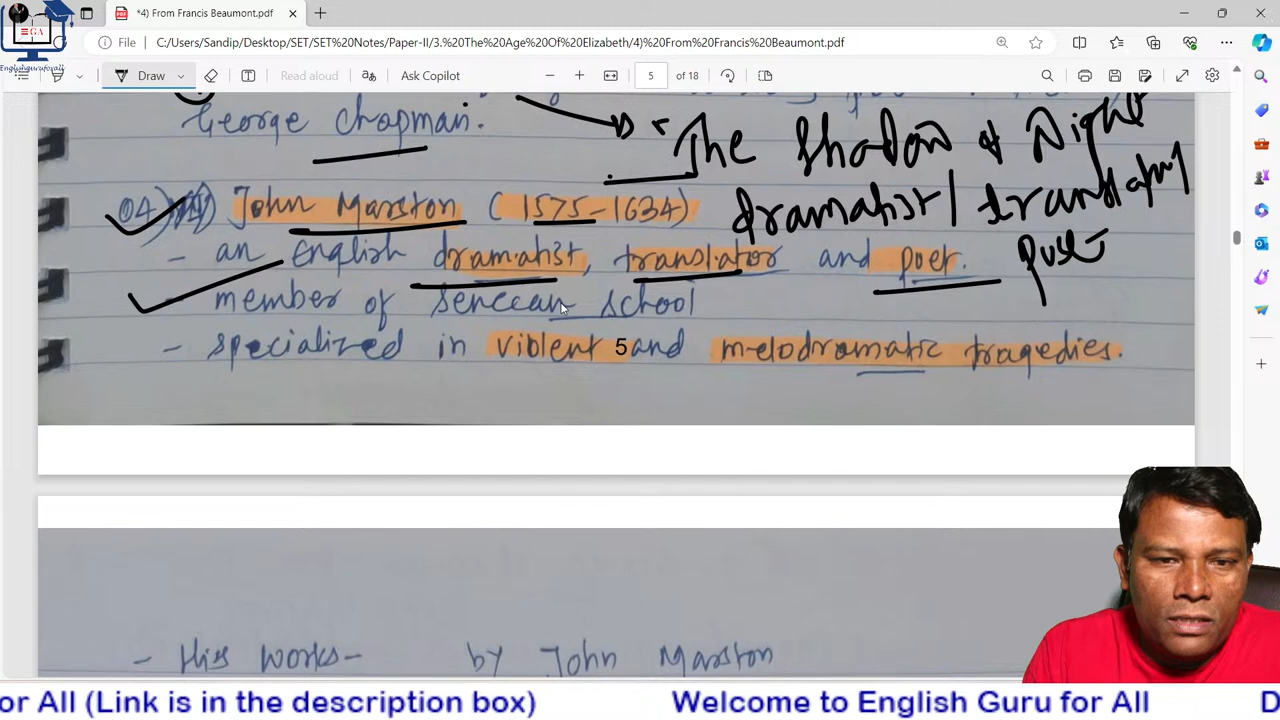 *4) From Francis Beaumont.pdf
EGA
Englishguruforall
File C:/Users/Sandip/Desktop/SET/SET%20Notes/Paper-II/3.%20The%20Age%20Of%20Elizabeth/4)%20From%20Francis%20Beaumont.pdf
Draw Read aloud Ask Copilot 5 of 18
George Chapman.
The Shadow & Night
04) John Marston (1575-1634)
dramatist/
- an English dramatist, translator and poet.
poet
- member of senecan school
- specialized in violent 5 and melodramatic tragedies.
- His works- by John Marston
or All (Link is in the description box) Welcome to English Guru for All D